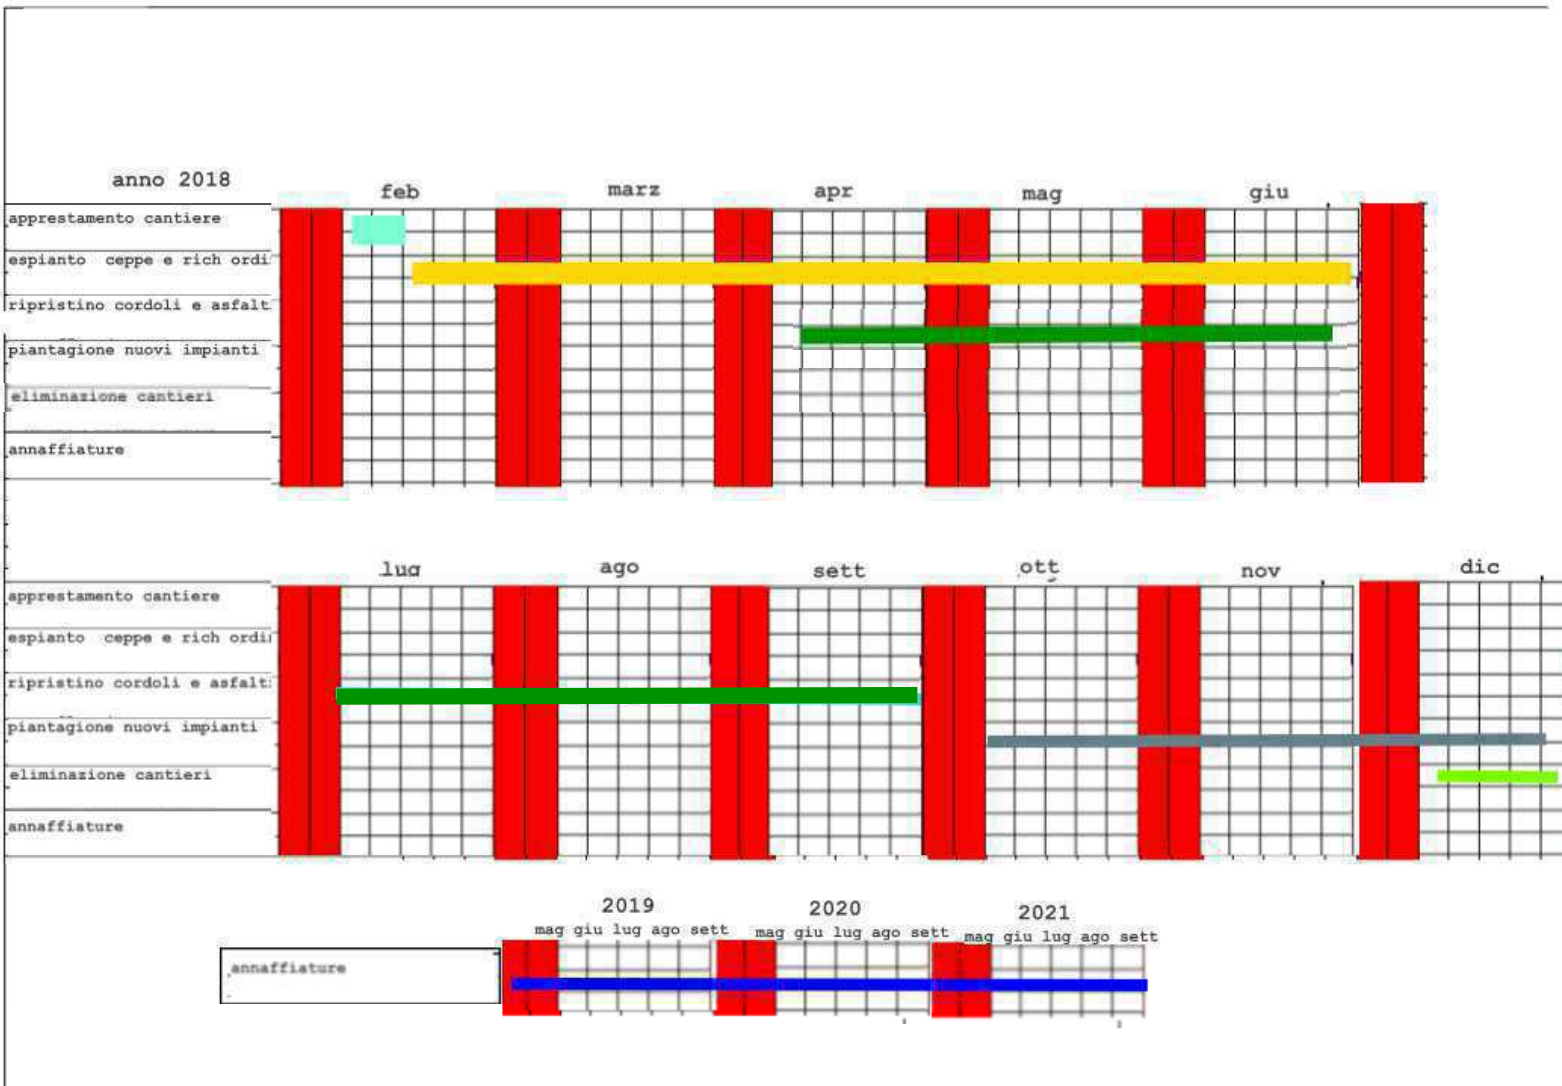 anno 2018
feb marz apr mag giu
apprestamento cantiere
espianto ceppe e rich ordi
ripristino cordoli e asfalt
piantagione nuovi impianti
eliminazione cantieri
annaffiature
lug ago sett ott nov dic
apprestamento cantiere
espianto ceppe e rich ordi
ripristino cordoli e asfalt
piantagione nuovi impianti
eliminazione cantieri
annaffiature
2019 2020 2021
mag giu lug ago sett mag giu lug ago sett mag giu lug ago sett
annaffiature